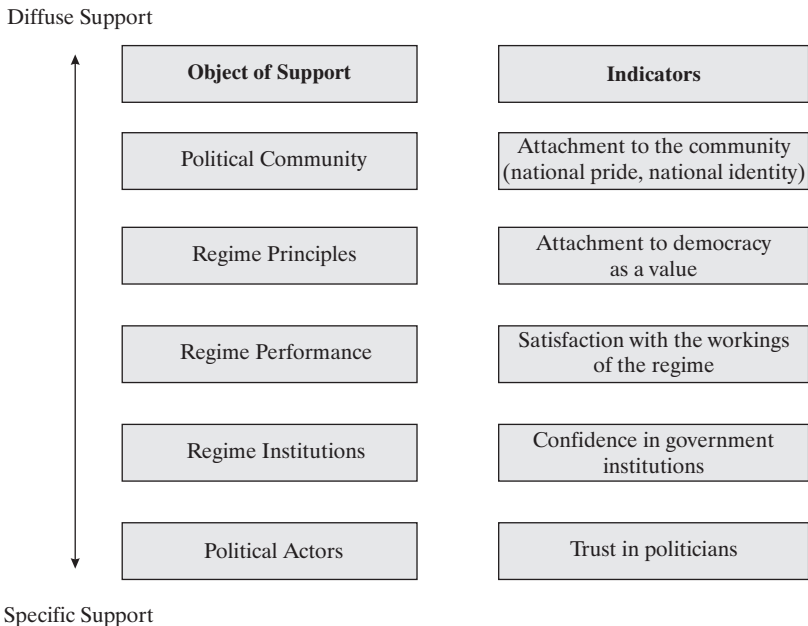 Diffuse Support
Object of Support
Indicators
Political Community
Attachment to the community
(national pride, national identity)
Regime Principles
Attachment to democracy
as a value
Regime Performance
Satisfaction with the workings
of the regime
Regime Institutions
Confidence in government
institutions
Political Actors
Trust in politicians
Specific Support